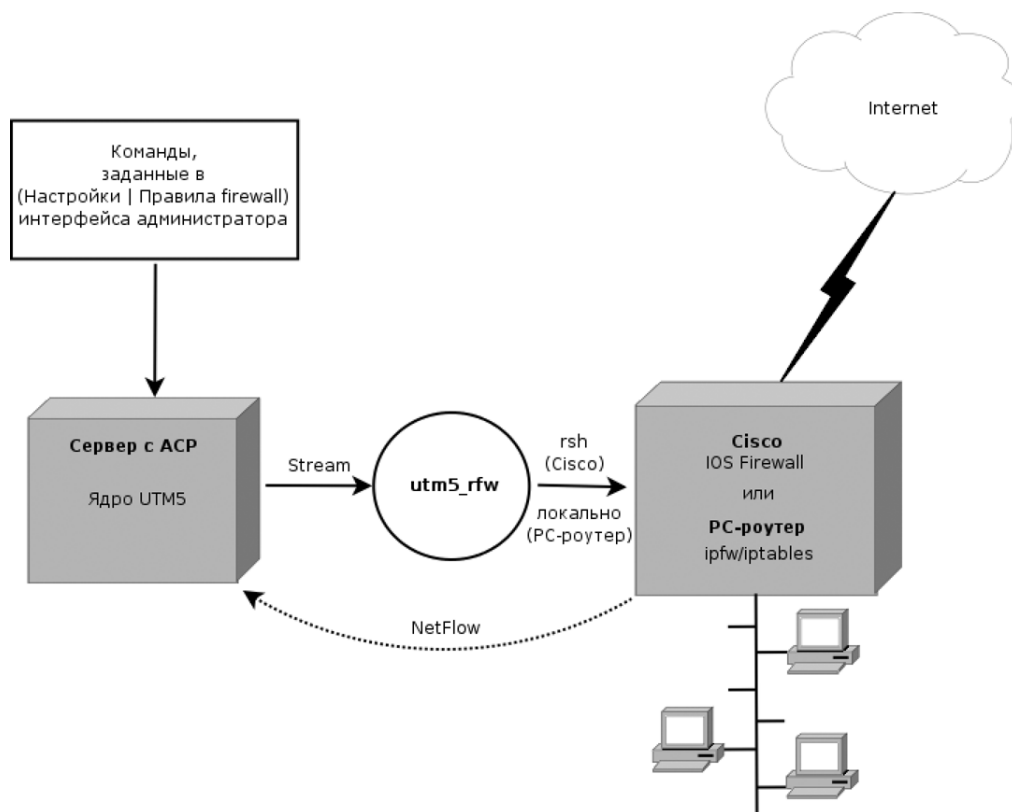 Internet
Команды,
заданные в
(Настройки | Правила firewall)
интерфейса администратора
Сервер с АСР
Ядро UTM5
Stream
utm5_rfw
rsh
(Cisco)
локально
(PC-роутер)
Cisco
IOS Firewall
или
PC-роутер
ipfw/iptables
NetFlow